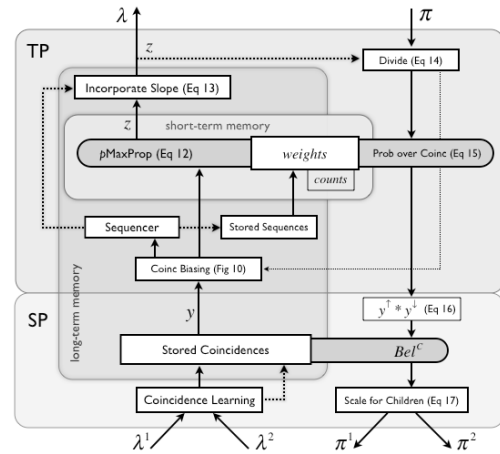 λ
π
TP
z
Divide (Eq 14)
Incorporate Slope (Eq 13)
z
short-term memory
pMaxProp (Eq 12)
weights
Prob over Coinc (Eq 15)
counts
Sequencer
Stored Sequences
Coinc Biasing (Fig 10)
long-term memory
SP
y
y↑ * y↓ (Eq 16)
Stored Coincidences
Bel^C
Coincidence Learning
Scale for Children (Eq 17)
λ¹
λ²
π¹
π²